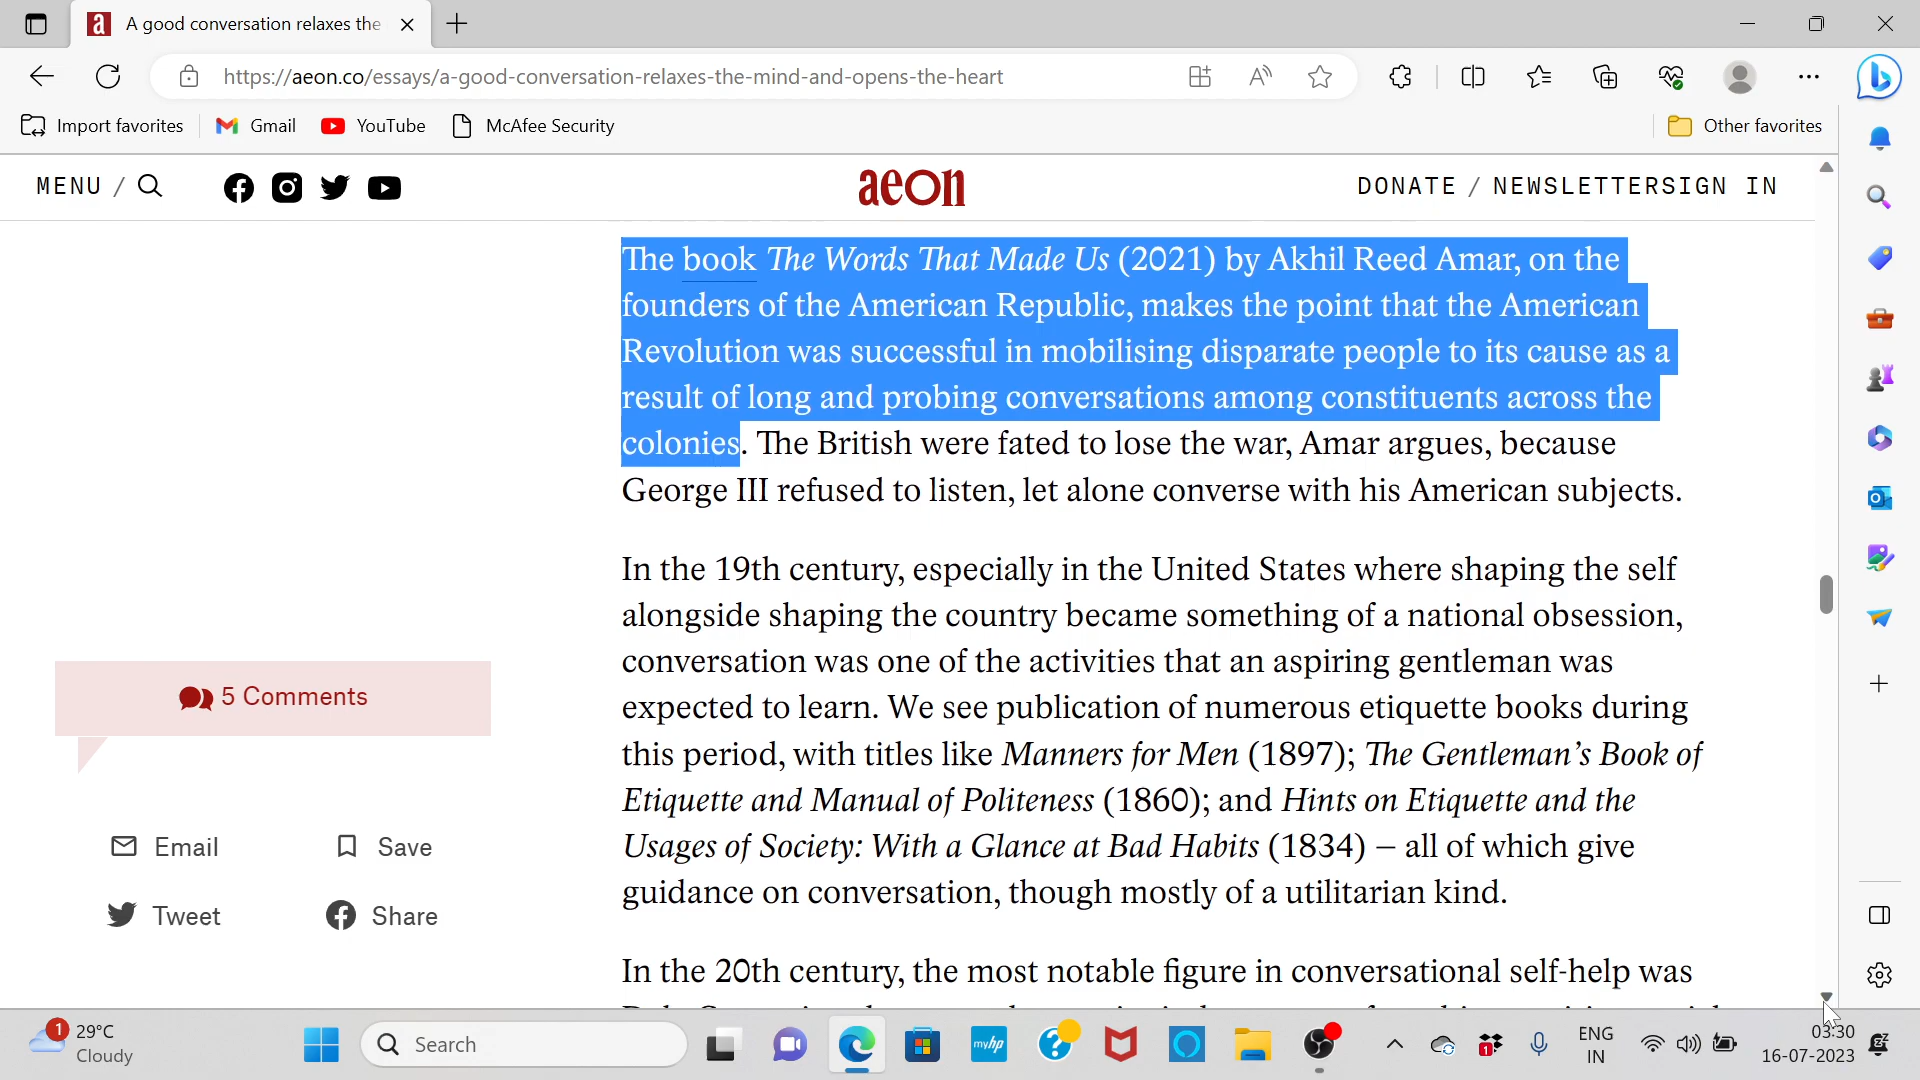 A good conversation relaxes the
https://aeon.co/essays/a-good-conversation-relaxes-the-mind-and-opens-the-heart
Import favorites
Gmail
YouTube
McAfee Security
Other favorites
MENU /
aeon
DONATE / NEWSLETTERSIGN IN
The book The Words That Made Us (2021) by Akhil Reed Amar, on the
founders of the American Republic, makes the point that the American
Revolution was successful in mobilising disparate people to its cause as a
result of long and probing conversations among constituents across the
colonies. The British were fated to lose the war, Amar argues, because
George III refused to listen, let alone converse with his American subjects.
In the 19th century, especially in the United States where shaping the self
alongside shaping the country became something of a national obsession,
conversation was one of the activities that an aspiring gentleman was
expected to learn. We see publication of numerous etiquette books during
this period, with titles like Manners for Men (1897); The Gentleman’s Book of
Etiquette and Manual of Politeness (1860); and Hints on Etiquette and the
Usages of Society: With a Glance at Bad Habits (1834) – all of which give
guidance on conversation, though mostly of a utilitarian kind.
In the 20th century, the most notable figure in conversational self-help was
5 Comments
Email
Save
Tweet
Share
1
29°C
Cloudy
Search
myhp
1
ENG
IN
03:30
16-07-2023